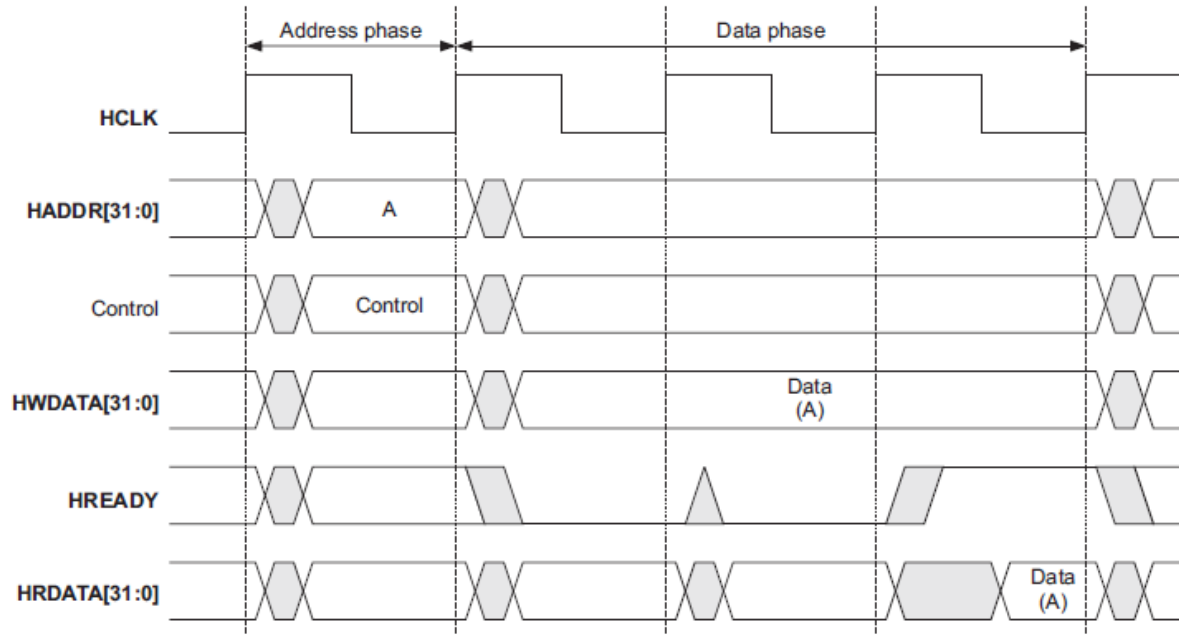 Address phase
Data phase
HCLK
HADDR[31:0]
A
Control
Control
HWDATA[31:0]
Data
(A)
HREADY
HRDATA[31:0]
Data
(A)